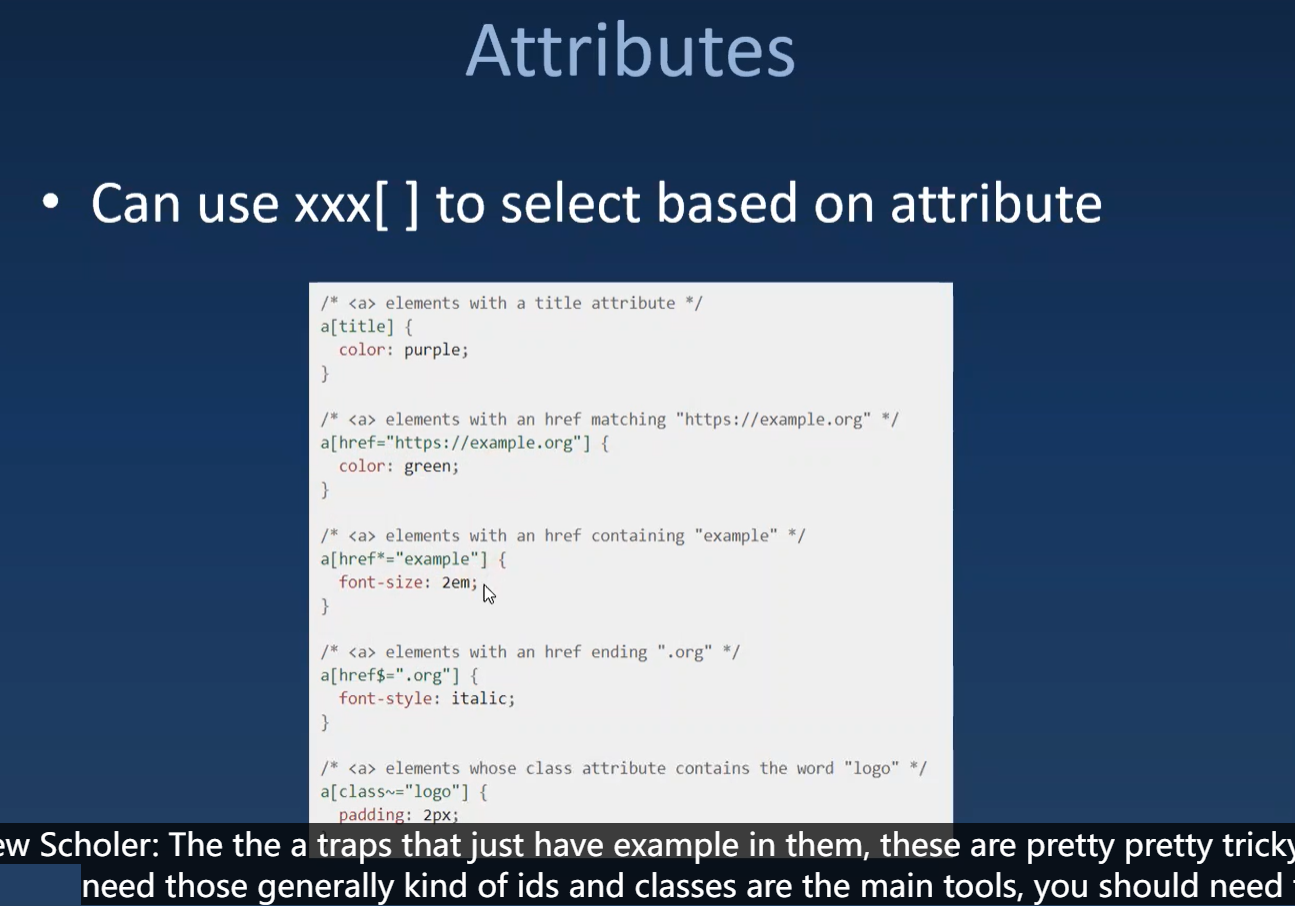 Attributes
• Can use xxx[ ] to select based on attribute
/* <a> elements with a title attribute */
a[title] {
  color: purple;
}
/* <a> elements with an href matching "https://example.org" */
a[href="https://example.org"] {
  color: green;
}
/* <a> elements with an href containing "example" */
a[href*="example"] {
  font-size: 2em;
}
/* <a> elements with an href ending ".org" */
a[href$=".org"] {
  font-style: italic;
}
/* <a> elements whose class attribute contains the word "logo" */
a[class~="logo"] {
  padding: 2px;
ew Scholer: The the a traps that just have example in them, these are pretty pretty tricky
need those generally kind of ids and classes are the main tools, you should need